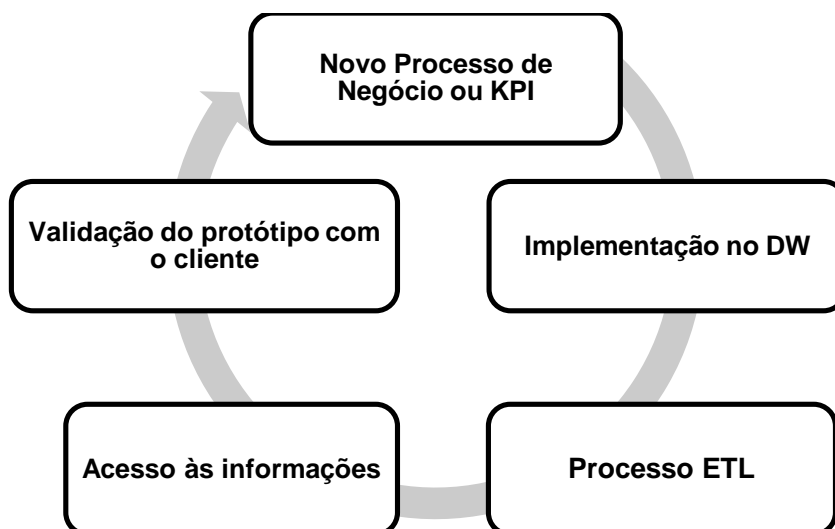 Novo Processo de
Negócio ou KPI
Implementação no DW
Processo ETL
Acesso às informações
Validação do protótipo com
o cliente